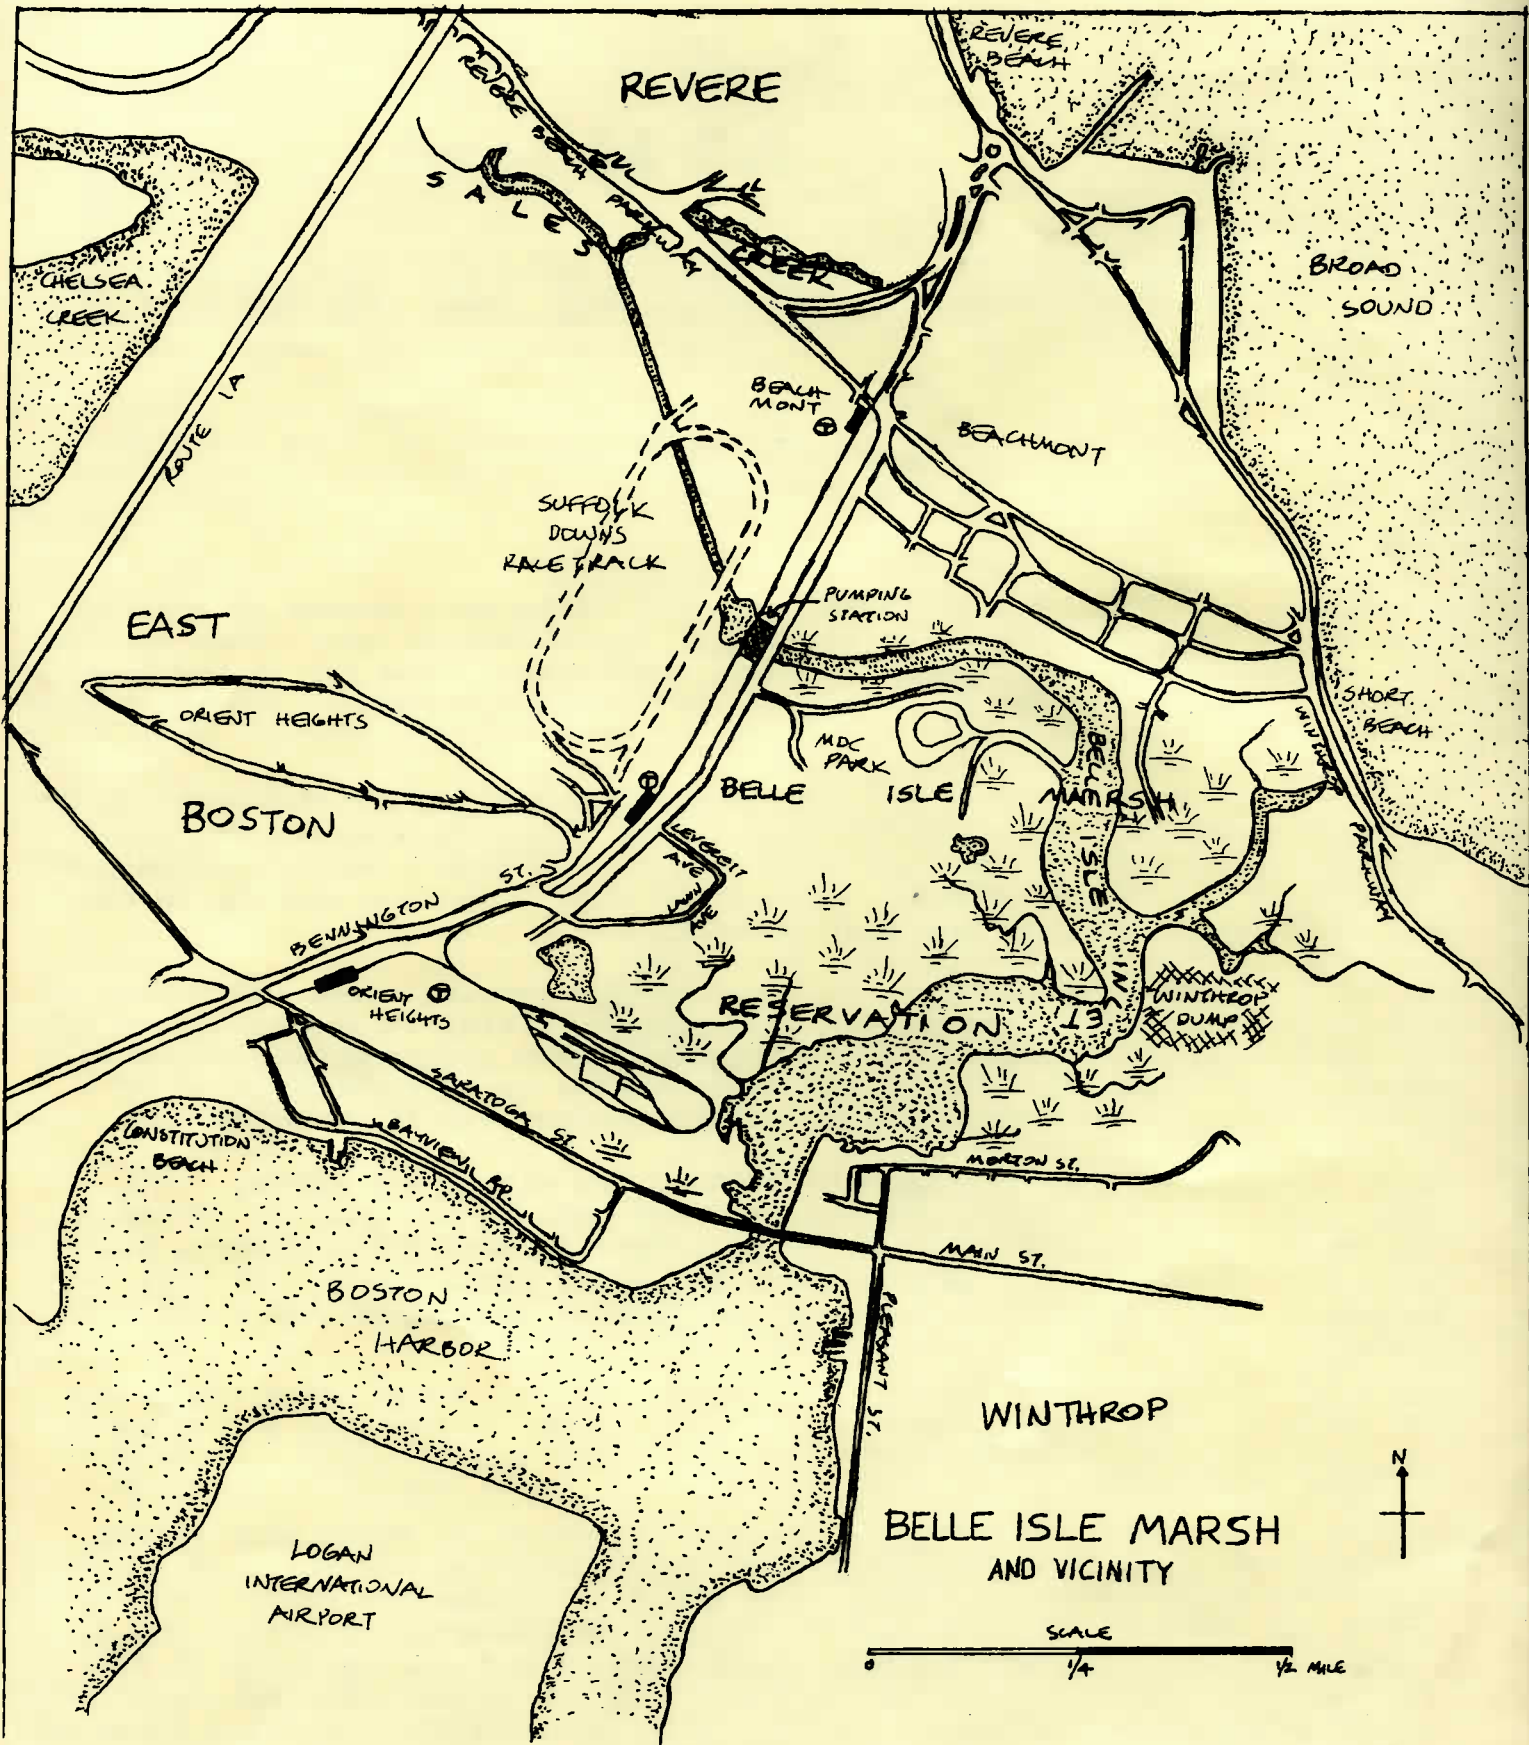 REVERE
BEACH
REVERE
REVERE BEACH PARKWAY
SALES
CREEK
CHELSEA
CREEK
BROAD
SOUND
ROUTE 1A
BEACH
MONT
T
BEACHMONT
SUFFOLK
DOWNS
RACETRACK
PUMPING
STATION
EAST
BOSTON
ORIENT HEIGHTS
SHORT
BEACH
WINTHROP PARKWAY
MDC
PARK
T
BELLE ISLE MARSH
RESERVATION
BELLE ISLE INLET
LEVERETT
AVE
LAWN
AVE
BENNINGTON ST.
ORIENT T
HEIGHTS
WINTHROP
DUMP
SARATOGA ST.
CONSTITUTION
BEACH
BAYVIEW RD.
MORTON ST.
MAIN ST.
PLEASANT ST.
BOSTON
HARBOR
WINTHROP
LOGAN
INTERNATIONAL
AIRPORT
N
BELLE ISLE MARSH
AND VICINITY
SCALE
0 1/4 1/2 MILE